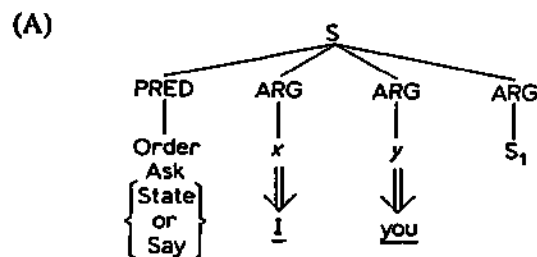 (A)
S
PRED ARG ARG ARG
Order x y S₁
Ask
State
or
Say
I you